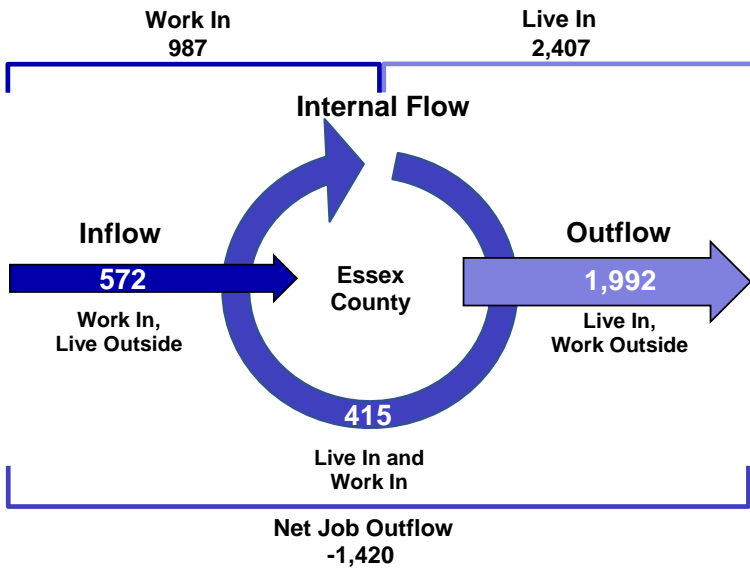 Work In
987
Live In
2,407
Internal Flow
Inflow
572
Work In,
Live Outside
Essex
County
Outflow
1,992
Live In,
Work Outside
415
Live In and
Work In
Net Job Outflow
-1,420